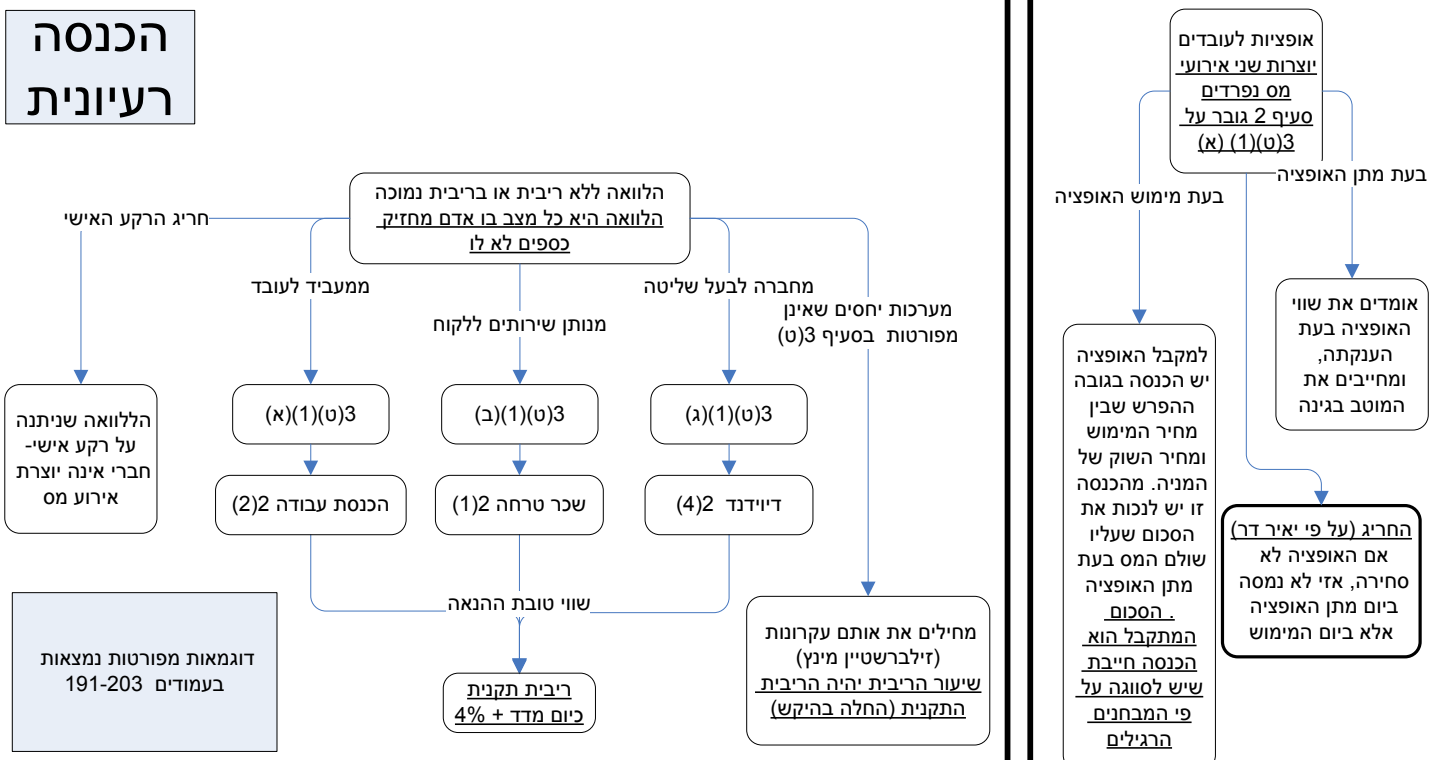 הכנסה
רעיונית
הלוואה ללא ריבית או בריבית נמוכה
הלוואה היא כל מצב בו אדם מחזיק
כספים לא לו
חריג הרקע האישי
ממעביד לעובד
מנותן שירותים ללקוח
מחברה לבעל שליטה
מערכות יחסים שאינן
מפורטות בסעיף 3(ט)
הללוואה שניתנה
על רקע אישי-
חברי אינה יוצרת
אירוע מס
3(ט)(1)(א)
3(ט)(1)(ב)
3(ט)(1)(ג)
הכנסת עבודה 2(2)
שכר טרחה 2(1)
דיוידנד 2(4)
שווי טובת ההנאה
ריבית תקנית
כיום מדד + 4%
מחילים את אותם עקרונות
(זילברשטיין מינץ)
שיעור הריבית יהיה הריבית
התקנית (החלה בהיקש)
דוגמאות מפורטות נמצאות
בעמודים 191-203
אופציות לעובדים
יוצרות שני אירועי
מס נפרדים
סעיף 2 גובר על
3(ט)(1) (א)
בעת מתן האופציה
בעת מימוש האופציה
אומדים את שווי
האופציה בעת
הענקתה,
ומחייבים את
המוטב בגינה
למקבל האופציה
יש הכנסה בגובה
ההפרש שבין
מחיר המימוש
ומחיר השוק של
המניה. מהכנסה
זו יש לנכות את
הסכום שעליו
שולם המס בעת
מתן האופציה
. הסכום
המתקבל הוא
הכנסה חייבת
שיש לסווגה על
פי המבחנים
הרגילים
החריג (על פי יאיר דר)
אם האופציה לא
סחירה, אזי לא נמסה
ביום מתן האופציה
אלא ביום המימוש